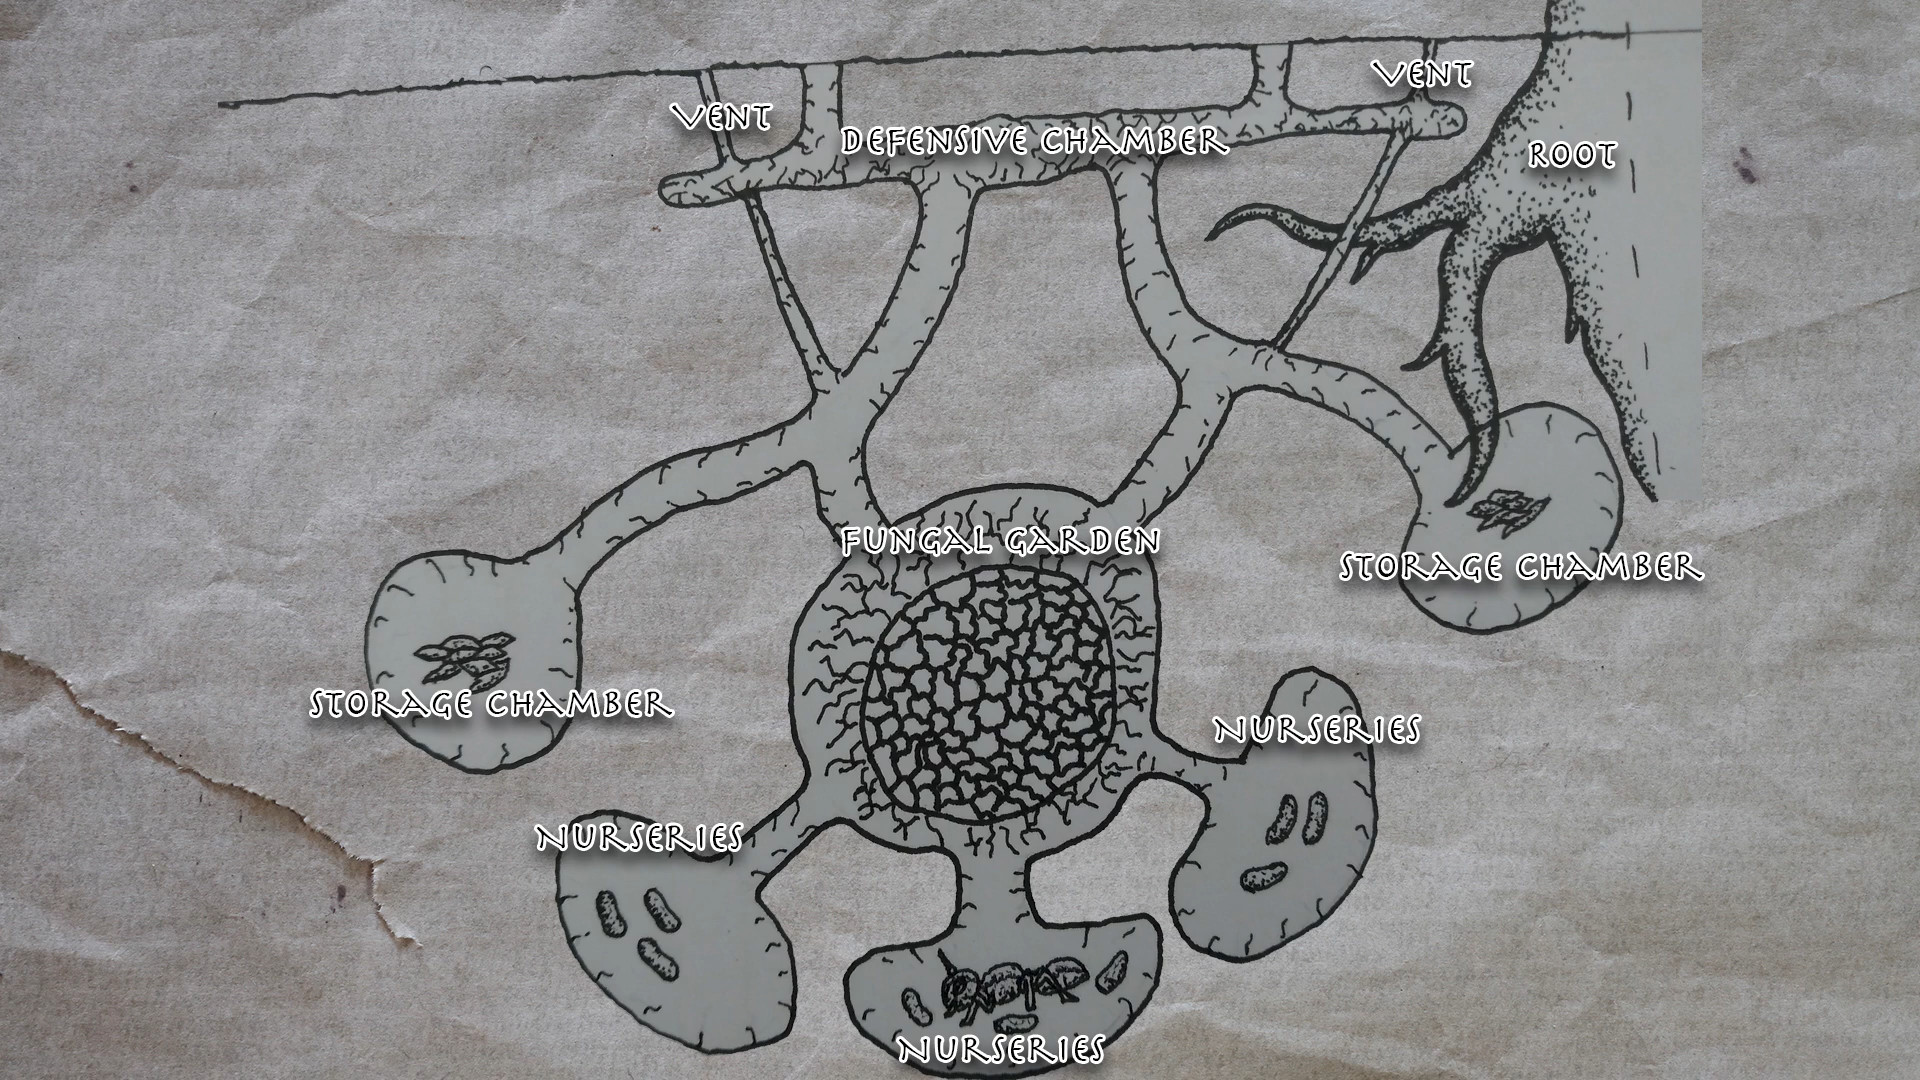 VENT
VENT
DEFENSIVE CHAMBER
ROOT
FUNGAL GARDEN
STORAGE CHAMBER
STORAGE CHAMBER
NURSERIES
NURSERIES
NURSERIES